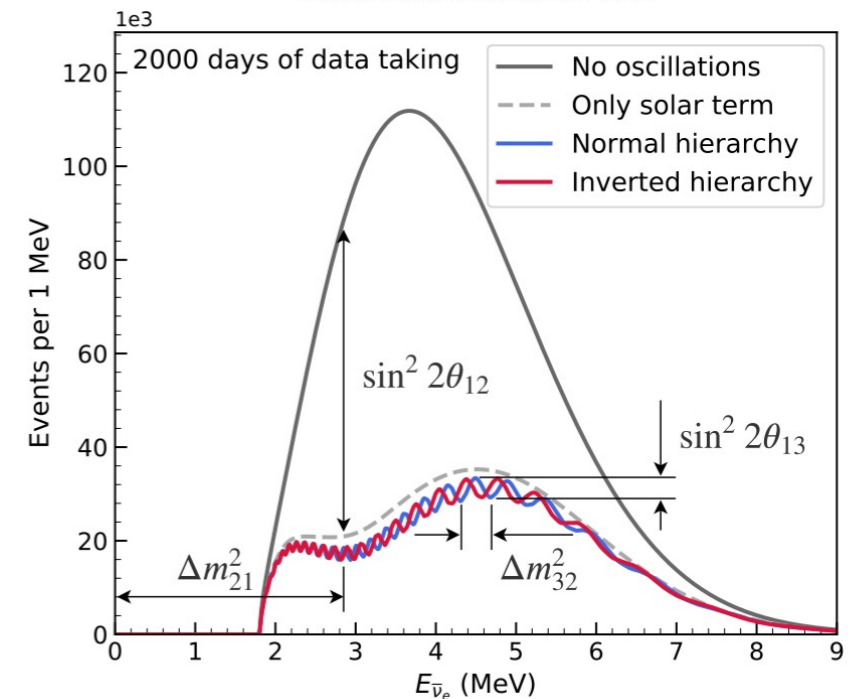 1e3
2000 days of data taking
No oscillations
Only solar term
Normal hierarchy
Inverted hierarchy
120
100
80
60
40
20
0
Events per 1 MeV
sin² 2θ₁₂
sin² 2θ₁₃
Δm²₂₁
Δm²₃₂
0 1 2 3 4 5 6 7 8 9
E_ν̅ₑ (MeV)